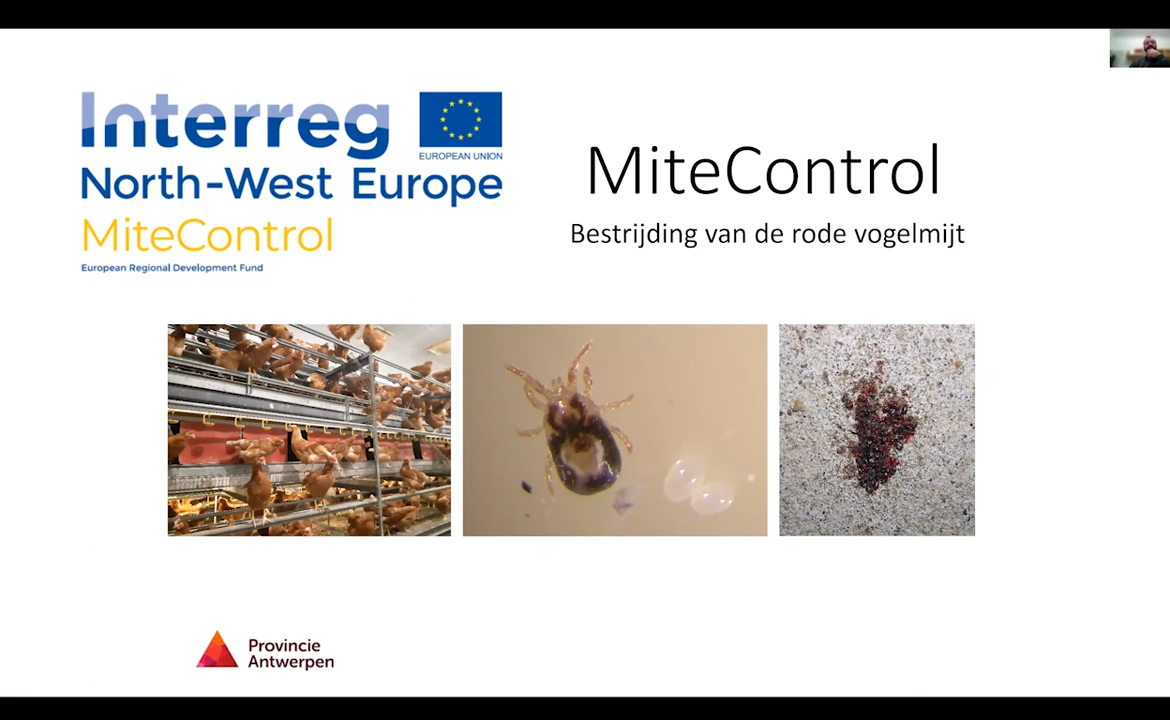 Interreg
EUROPEAN UNION
North-West Europe
MiteControl
European Regional Development Fund
MiteControl
Bestrijding van de rode vogelmijt
Provincie
Antwerpen